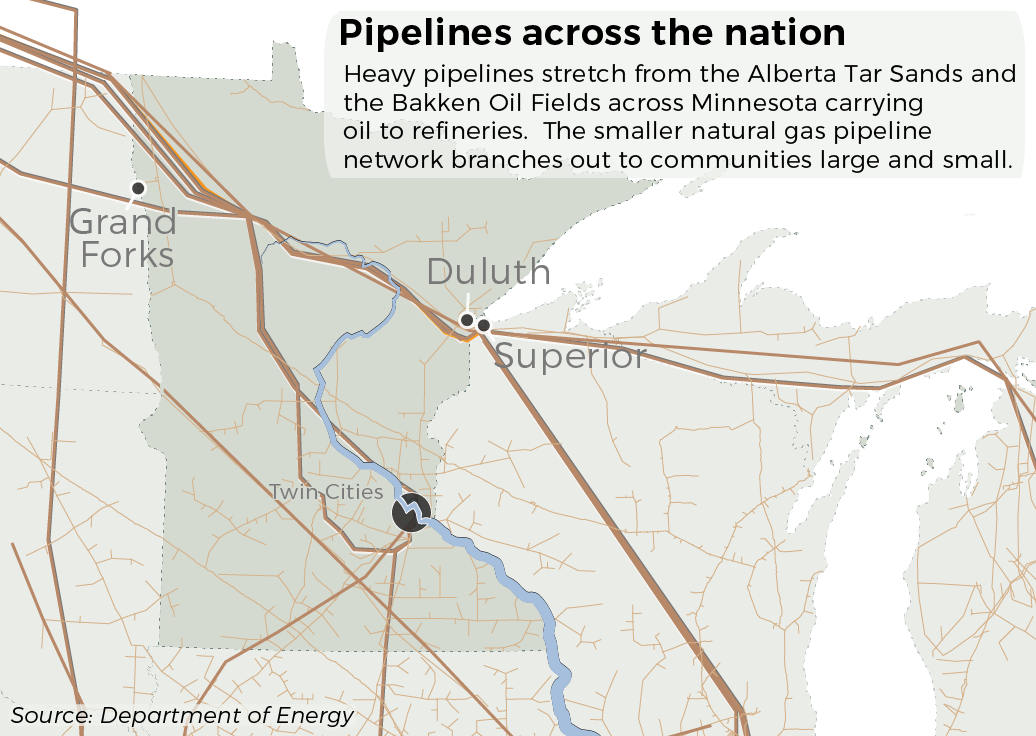 Pipelines across the nation
Heavy pipelines stretch from the Alberta Tar Sands and
the Bakken Oil Fields across Minnesota carrying
oil to refineries.  The smaller natural gas pipeline
network branches out to communities large and small.
Grand
Forks
Duluth
Superior
Twin Cities
Source: Department of Energy